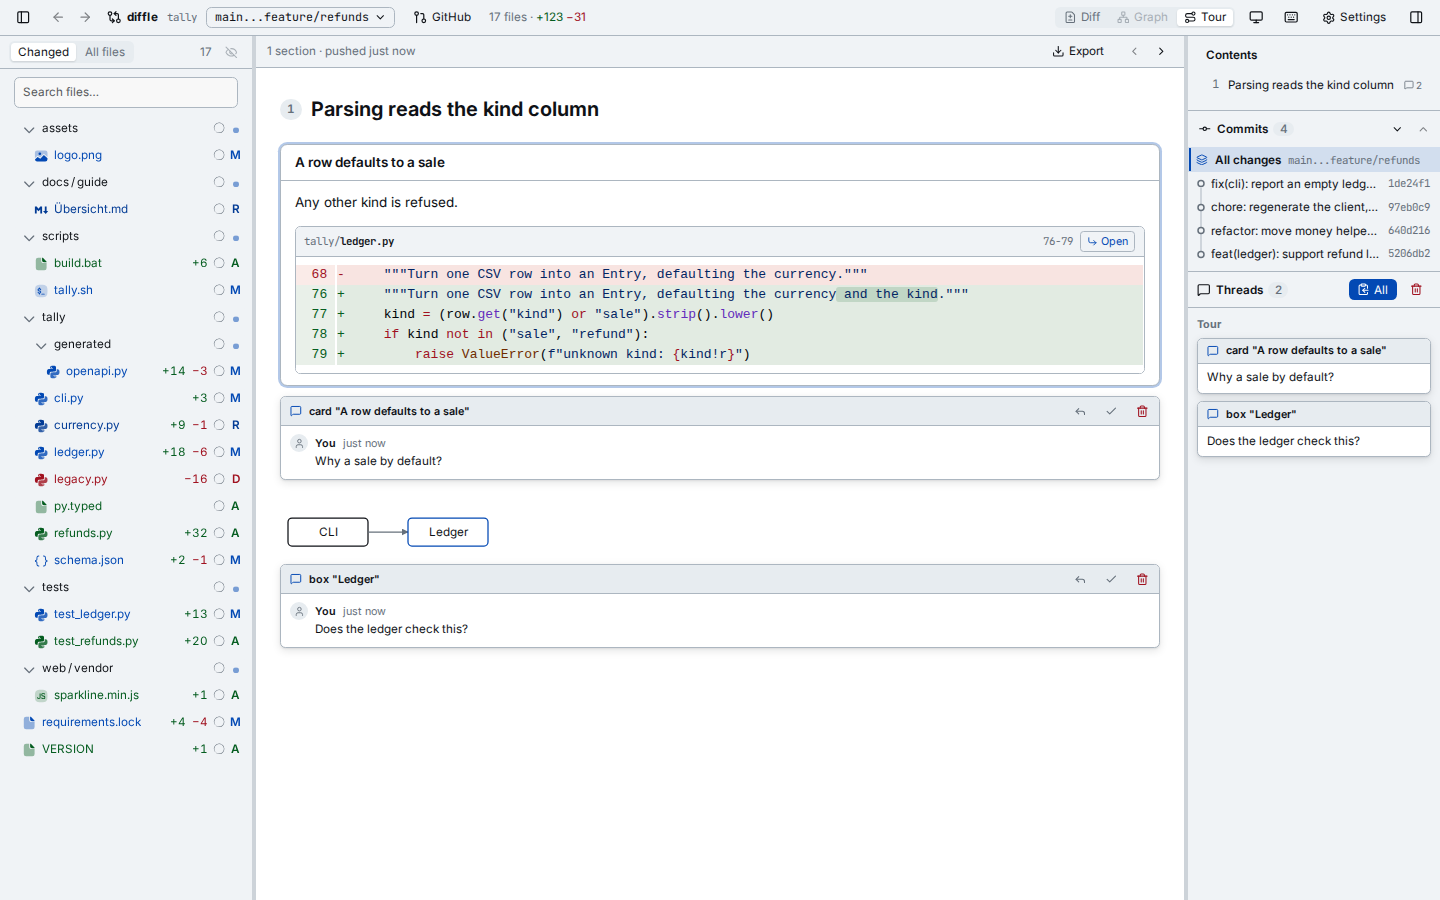 diffle tally main...feature/refunds GitHub 17 files · +123 −31 Diff Graph Tour Settings
Changed All files 17
Search files...
assets
logo.png M
docs/guide
Übersicht.md R
scripts
build.bat +6 A
tally.sh M
tally
generated
openapi.py +14 −3 M
cli.py +3 M
currency.py +9 −1 R
ledger.py +18 −6 M
legacy.py −16 D
py.typed A
refunds.py +32 A
schema.json +2 −1 M
tests
test_ledger.py +13 M
test_refunds.py +20 A
web/vendor
sparkline.min.js +1 A
requirements.lock +4 −4 M
VERSION +1 A
1 section · pushed just now Export
1 Parsing reads the kind column
A row defaults to a sale
Any other kind is refused.
tally/ledger.py 76-79 Open
68 - """Turn one CSV row into an Entry, defaulting the currency."""
76 + """Turn one CSV row into an Entry, defaulting the currency and the kind."""
77 + kind = (row.get("kind") or "sale").strip().lower()
78 + if kind not in ("sale", "refund"):
79 + raise ValueError(f"unknown kind: {kind!r}")
card "A row defaults to a sale"
You just now
Why a sale by default?
CLI Ledger
box "Ledger"
You just now
Does the ledger check this?
Contents
1 Parsing reads the kind column 2
Commits 4
All changes main...feature/refunds
fix(cli): report an empty ledg... 1de24f1
chore: regenerate the client,... 97eb0c9
refactor: move money helpe... 640d216
feat(ledger): support refund l... 5206db2
Threads 2 All
Tour
card "A row defaults to a sale"
Why a sale by default?
box "Ledger"
Does the ledger check this?